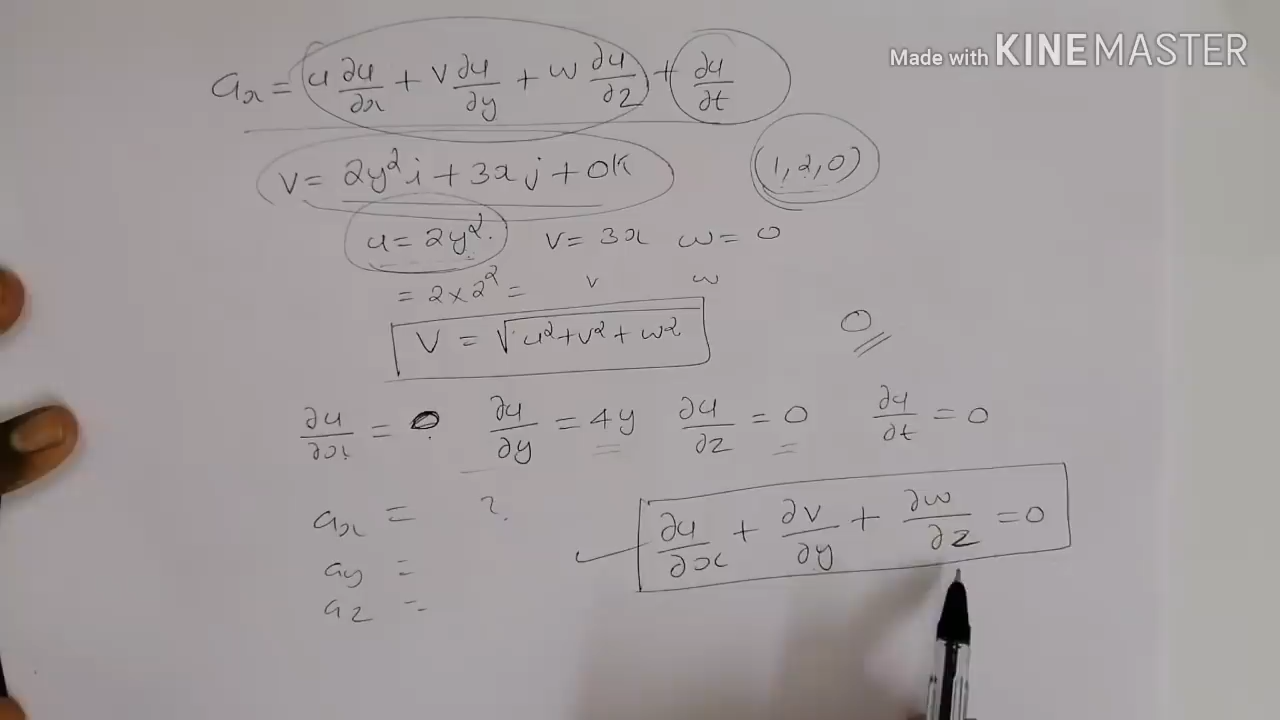 Made with KINEMASTER
aₓ = u ∂u/∂x + v ∂u/∂y + w ∂u/∂z + ∂u/∂t
V = 2y² i + 3x j + 0K (1, 2, 0)
u = 2y². v = 3x w = 0
= 2 × 2² = v w
V = √u² + v² + w² 0
∂u/∂x = 0 ∂u/∂y = 4y ∂u/∂z = 0 ∂u/∂t = 0
aₓ = ?
∂u/∂x + ∂v/∂y + ∂w/∂z = 0
ay =
az =